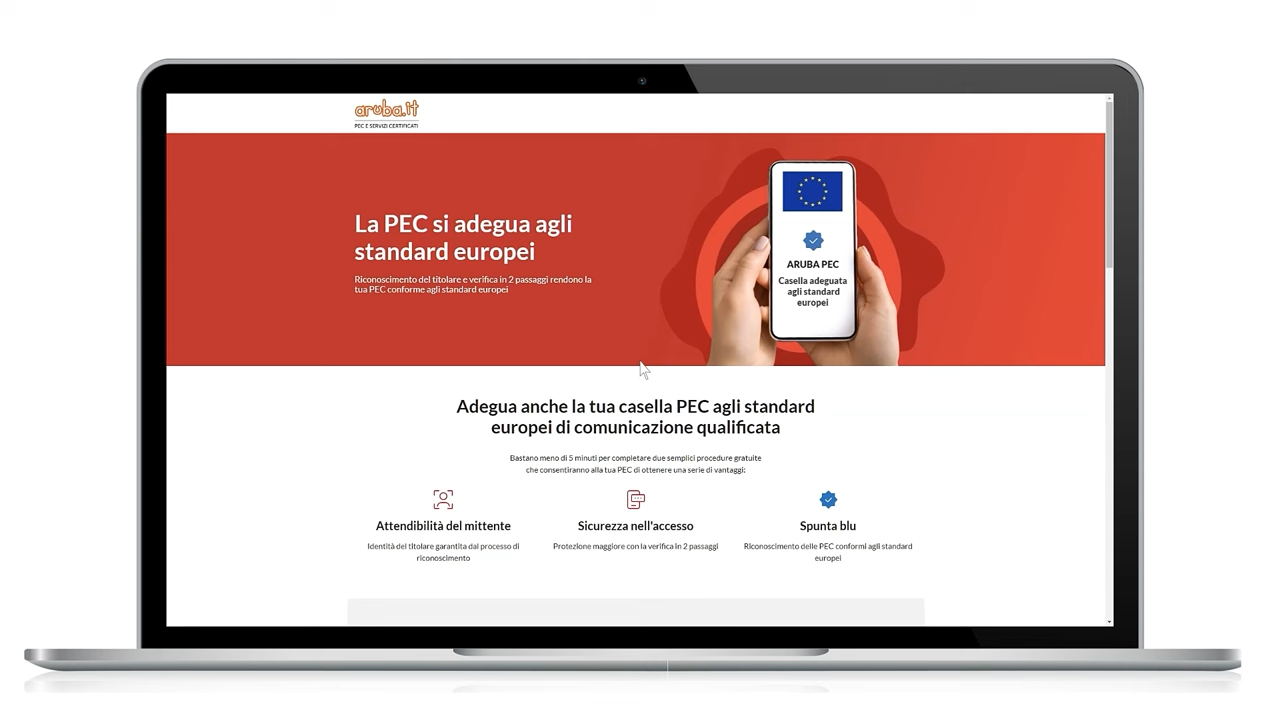 aruba.it
PEC E SERVIZI CERTIFICATI
La PEC si adegua agli
standard europei
Riconoscimento del titolare e verifica in 2 passaggi rendono la
tua PEC conforme agli standard europei
ARUBA PEC
Casella adeguata
agli standard
europei
Adegua anche la tua casella PEC agli standard
europei di comunicazione qualificata
Bastano meno di 5 minuti per completare due semplici procedure gratuite
che consentiranno alla tua PEC di ottenere una serie di vantaggi:
Attendibilità del mittente
Identità del titolare garantita dal processo di
riconoscimento
Sicurezza nell'accesso
Protezione maggiore con la verifica in 2 passaggi
Spunta blu
Riconoscimento delle PEC conformi agli standard
europei